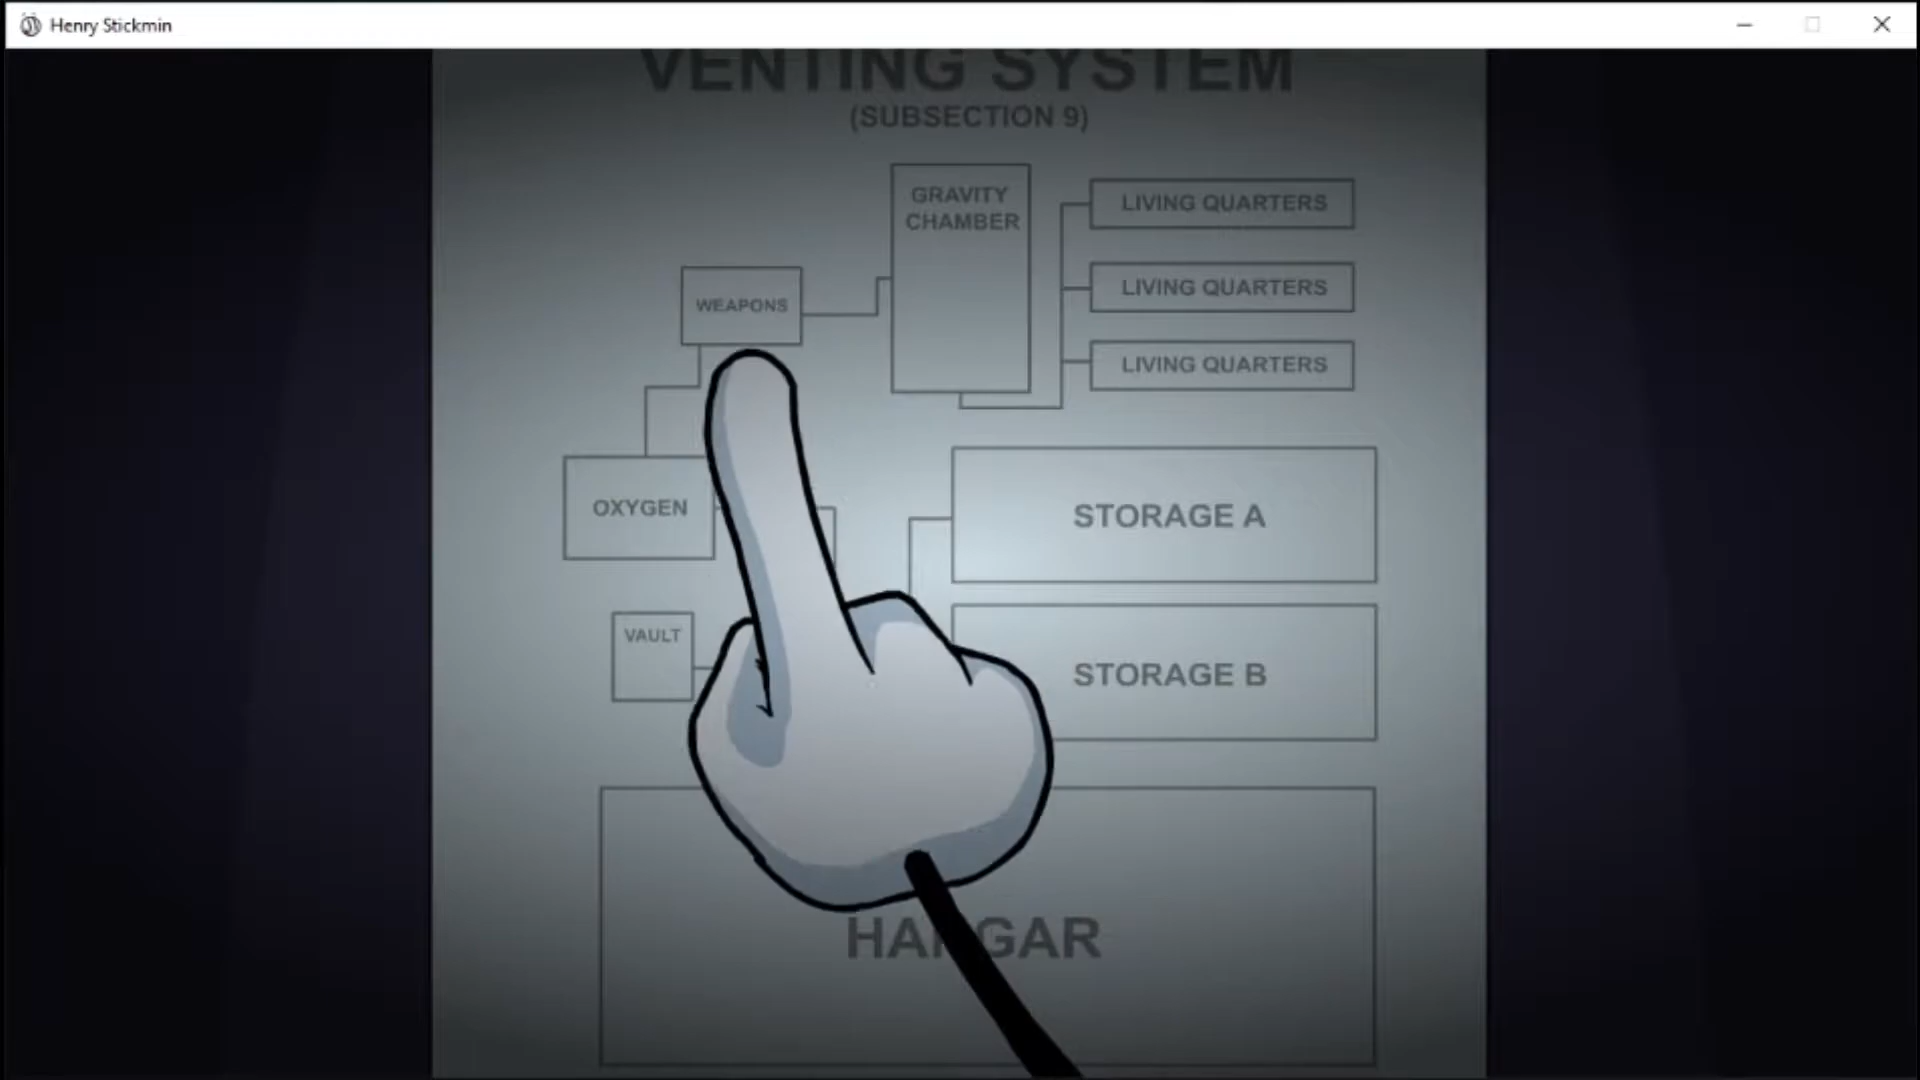 Henry Stickmin
VENTING SYSTEM
(SUBSECTION 9)
GRAVITY
CHAMBER
LIVING QUARTERS
WEAPONS
LIVING QUARTERS
LIVING QUARTERS
OXYGEN
STORAGE A
VAULT
STORAGE B
HANGAR